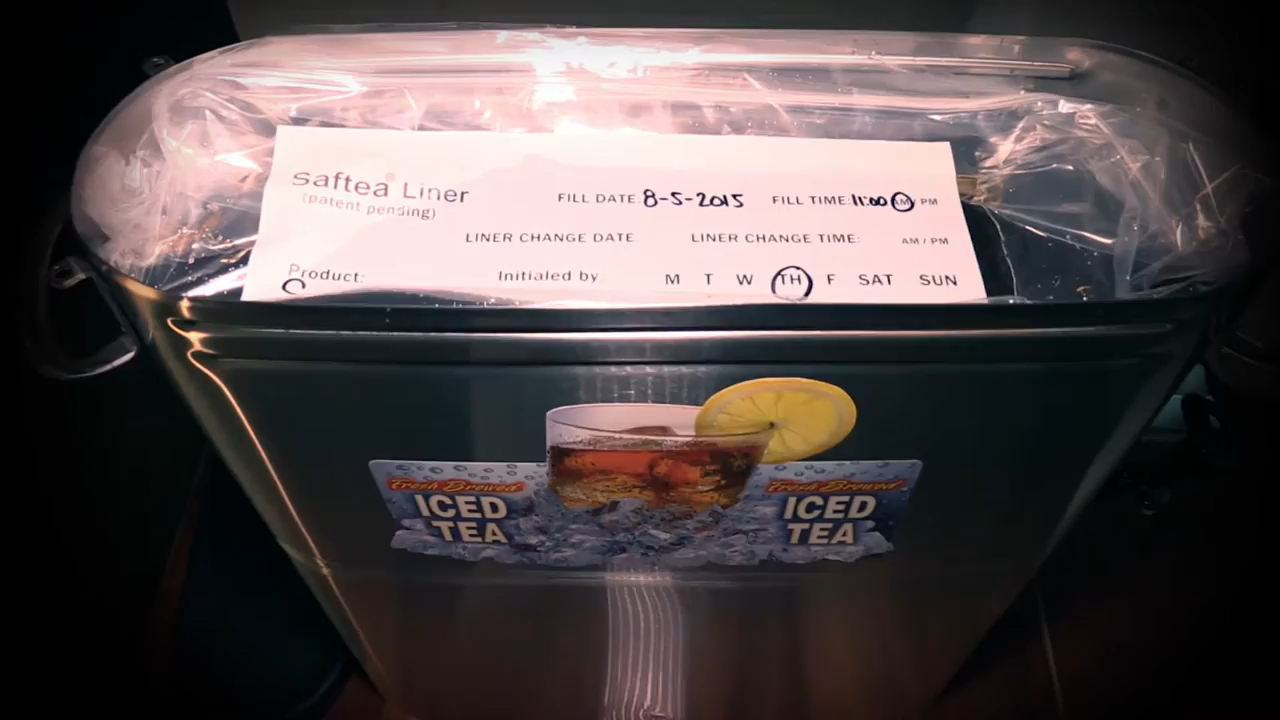 saftea® Liner
(patent pending)
FILL DATE: 8-5-2015 FILL TIME: 11:00 AM / PM
LINER CHANGE DATE LINER CHANGE TIME: AM / PM
Product: Initialed by: M T W TH F SAT SUN
Fresh Brewed
ICED
TEA
Fresh Brewed
ICED
TEA